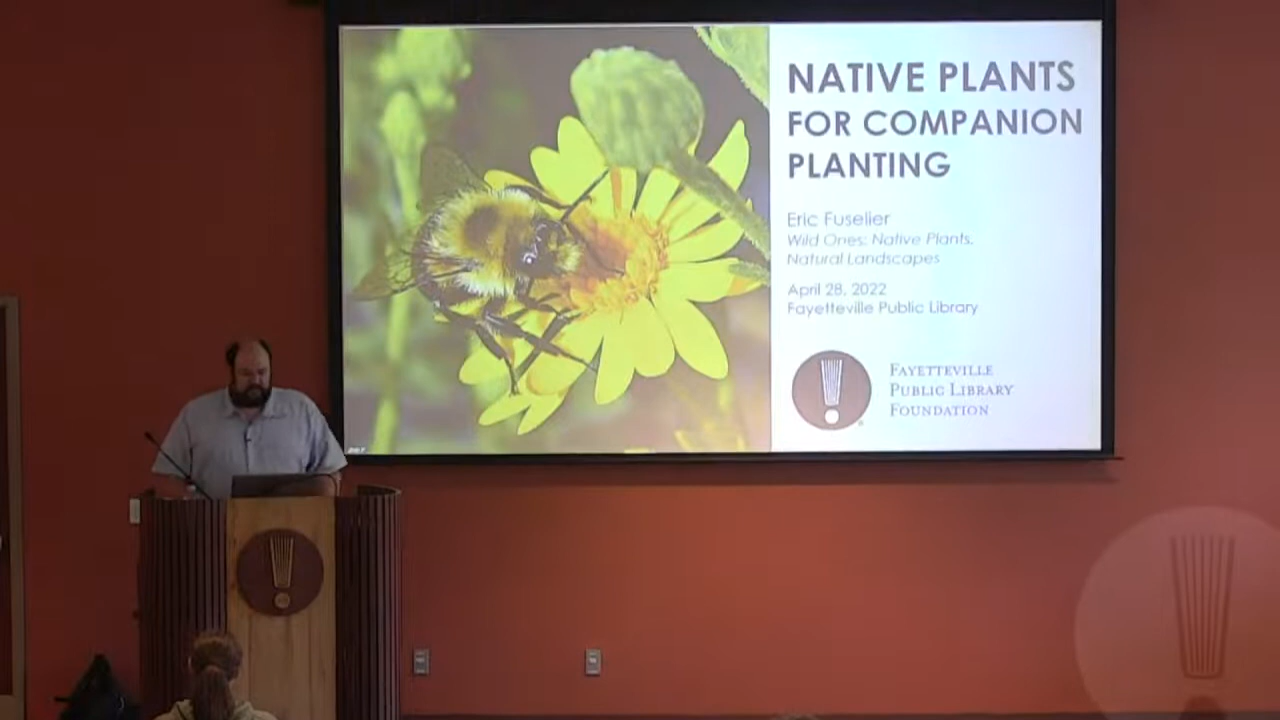 NATIVE PLANTS
FOR COMPANION
PLANTING
Eric Fuselier
Wild Ones: Native Plants,
Natural Landscapes
April 28, 2022
Fayetteville Public Library
FAYETTEVILLE
PUBLIC LIBRARY
FOUNDATION